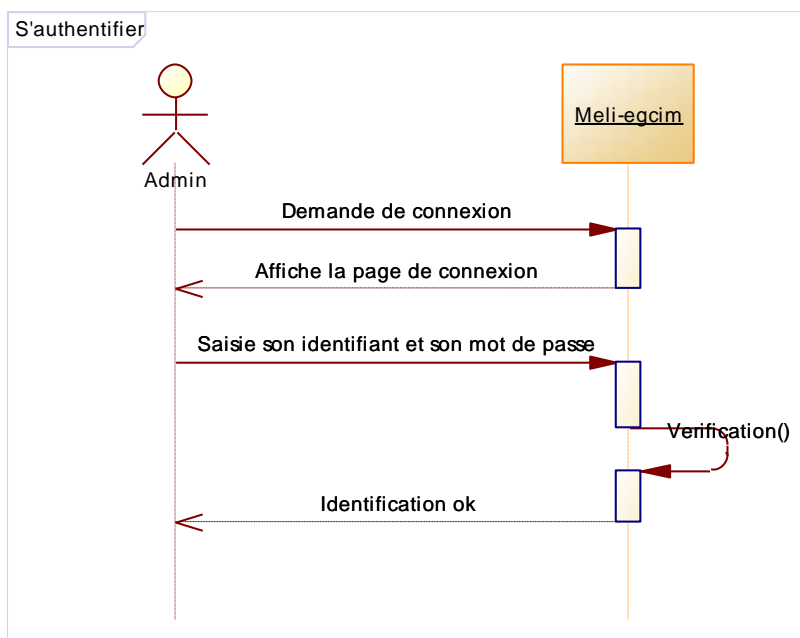 S'authentifier
Meli-egcim
Admin
Demande de connexion
Affiche la page de connexion
Saisie son identifiant et son mot de passe
Verification()
Identification ok